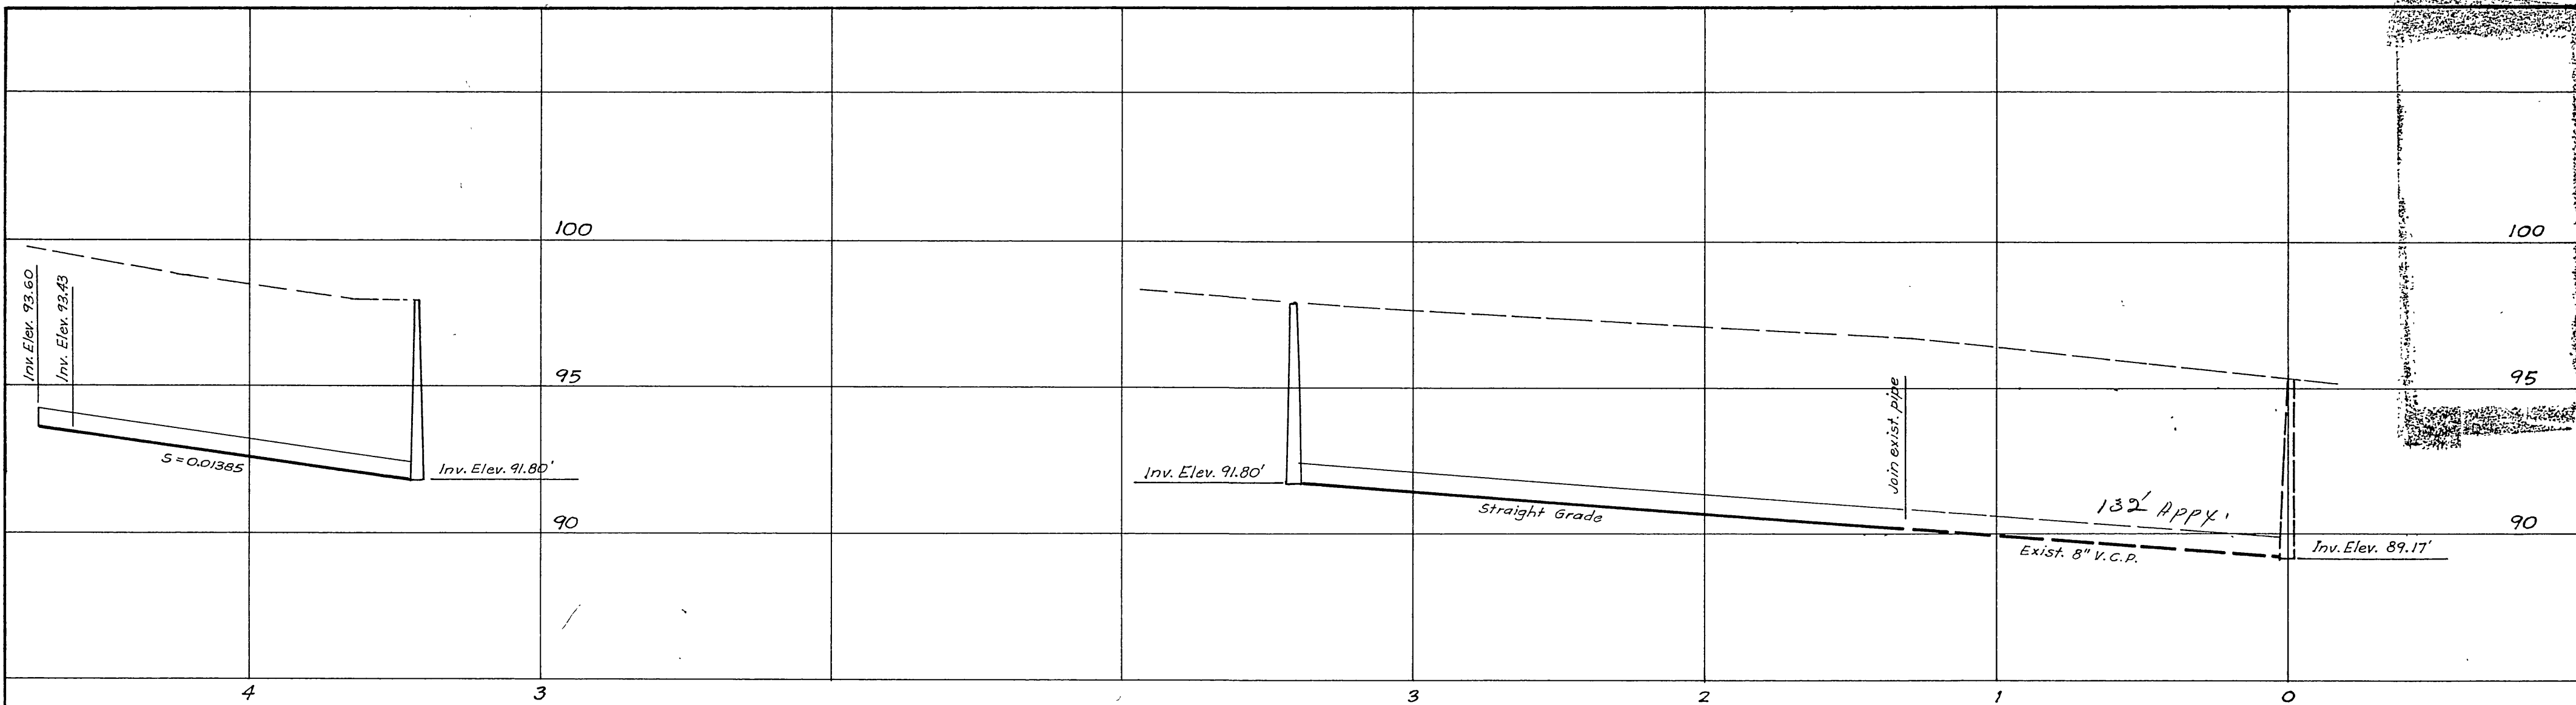 100
100
Inv. Elev. 93.60
Inv. Elev. 93.43
95
Join exist. pipe
95
S = 0.01385
Inv. Elev. 91.80'
Inv. Elev. 91.80'
Straight Grade
132' Appx.
90
90
Exist. 8" V.C.P.
Inv. Elev. 89.17'
4
3
3
2
1
0